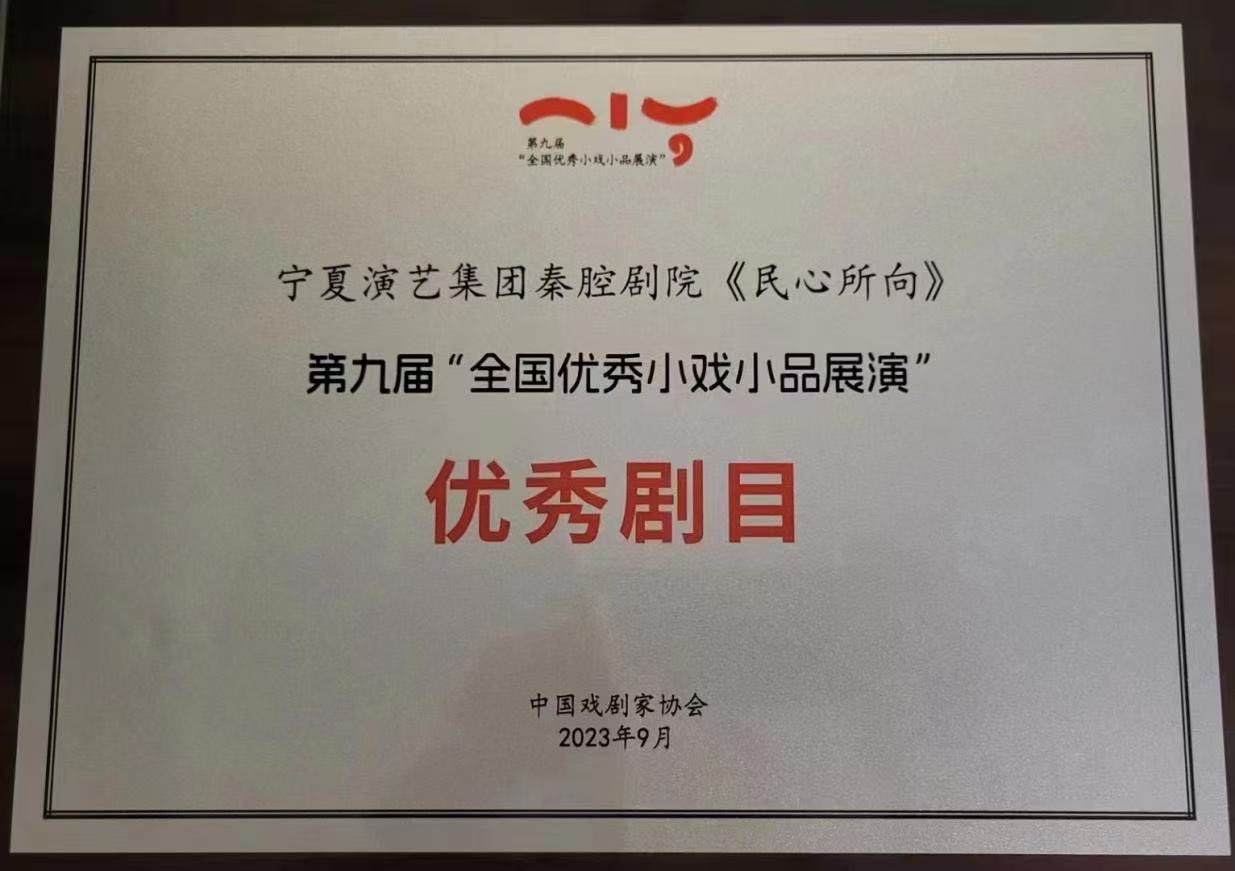 第九届
“全国优秀小戏小品展演”
宁夏演艺集团秦腔剧院《民心所向》
第九届“全国优秀小戏小品展演”
优秀剧目
中国戏剧家协会
2023年9月